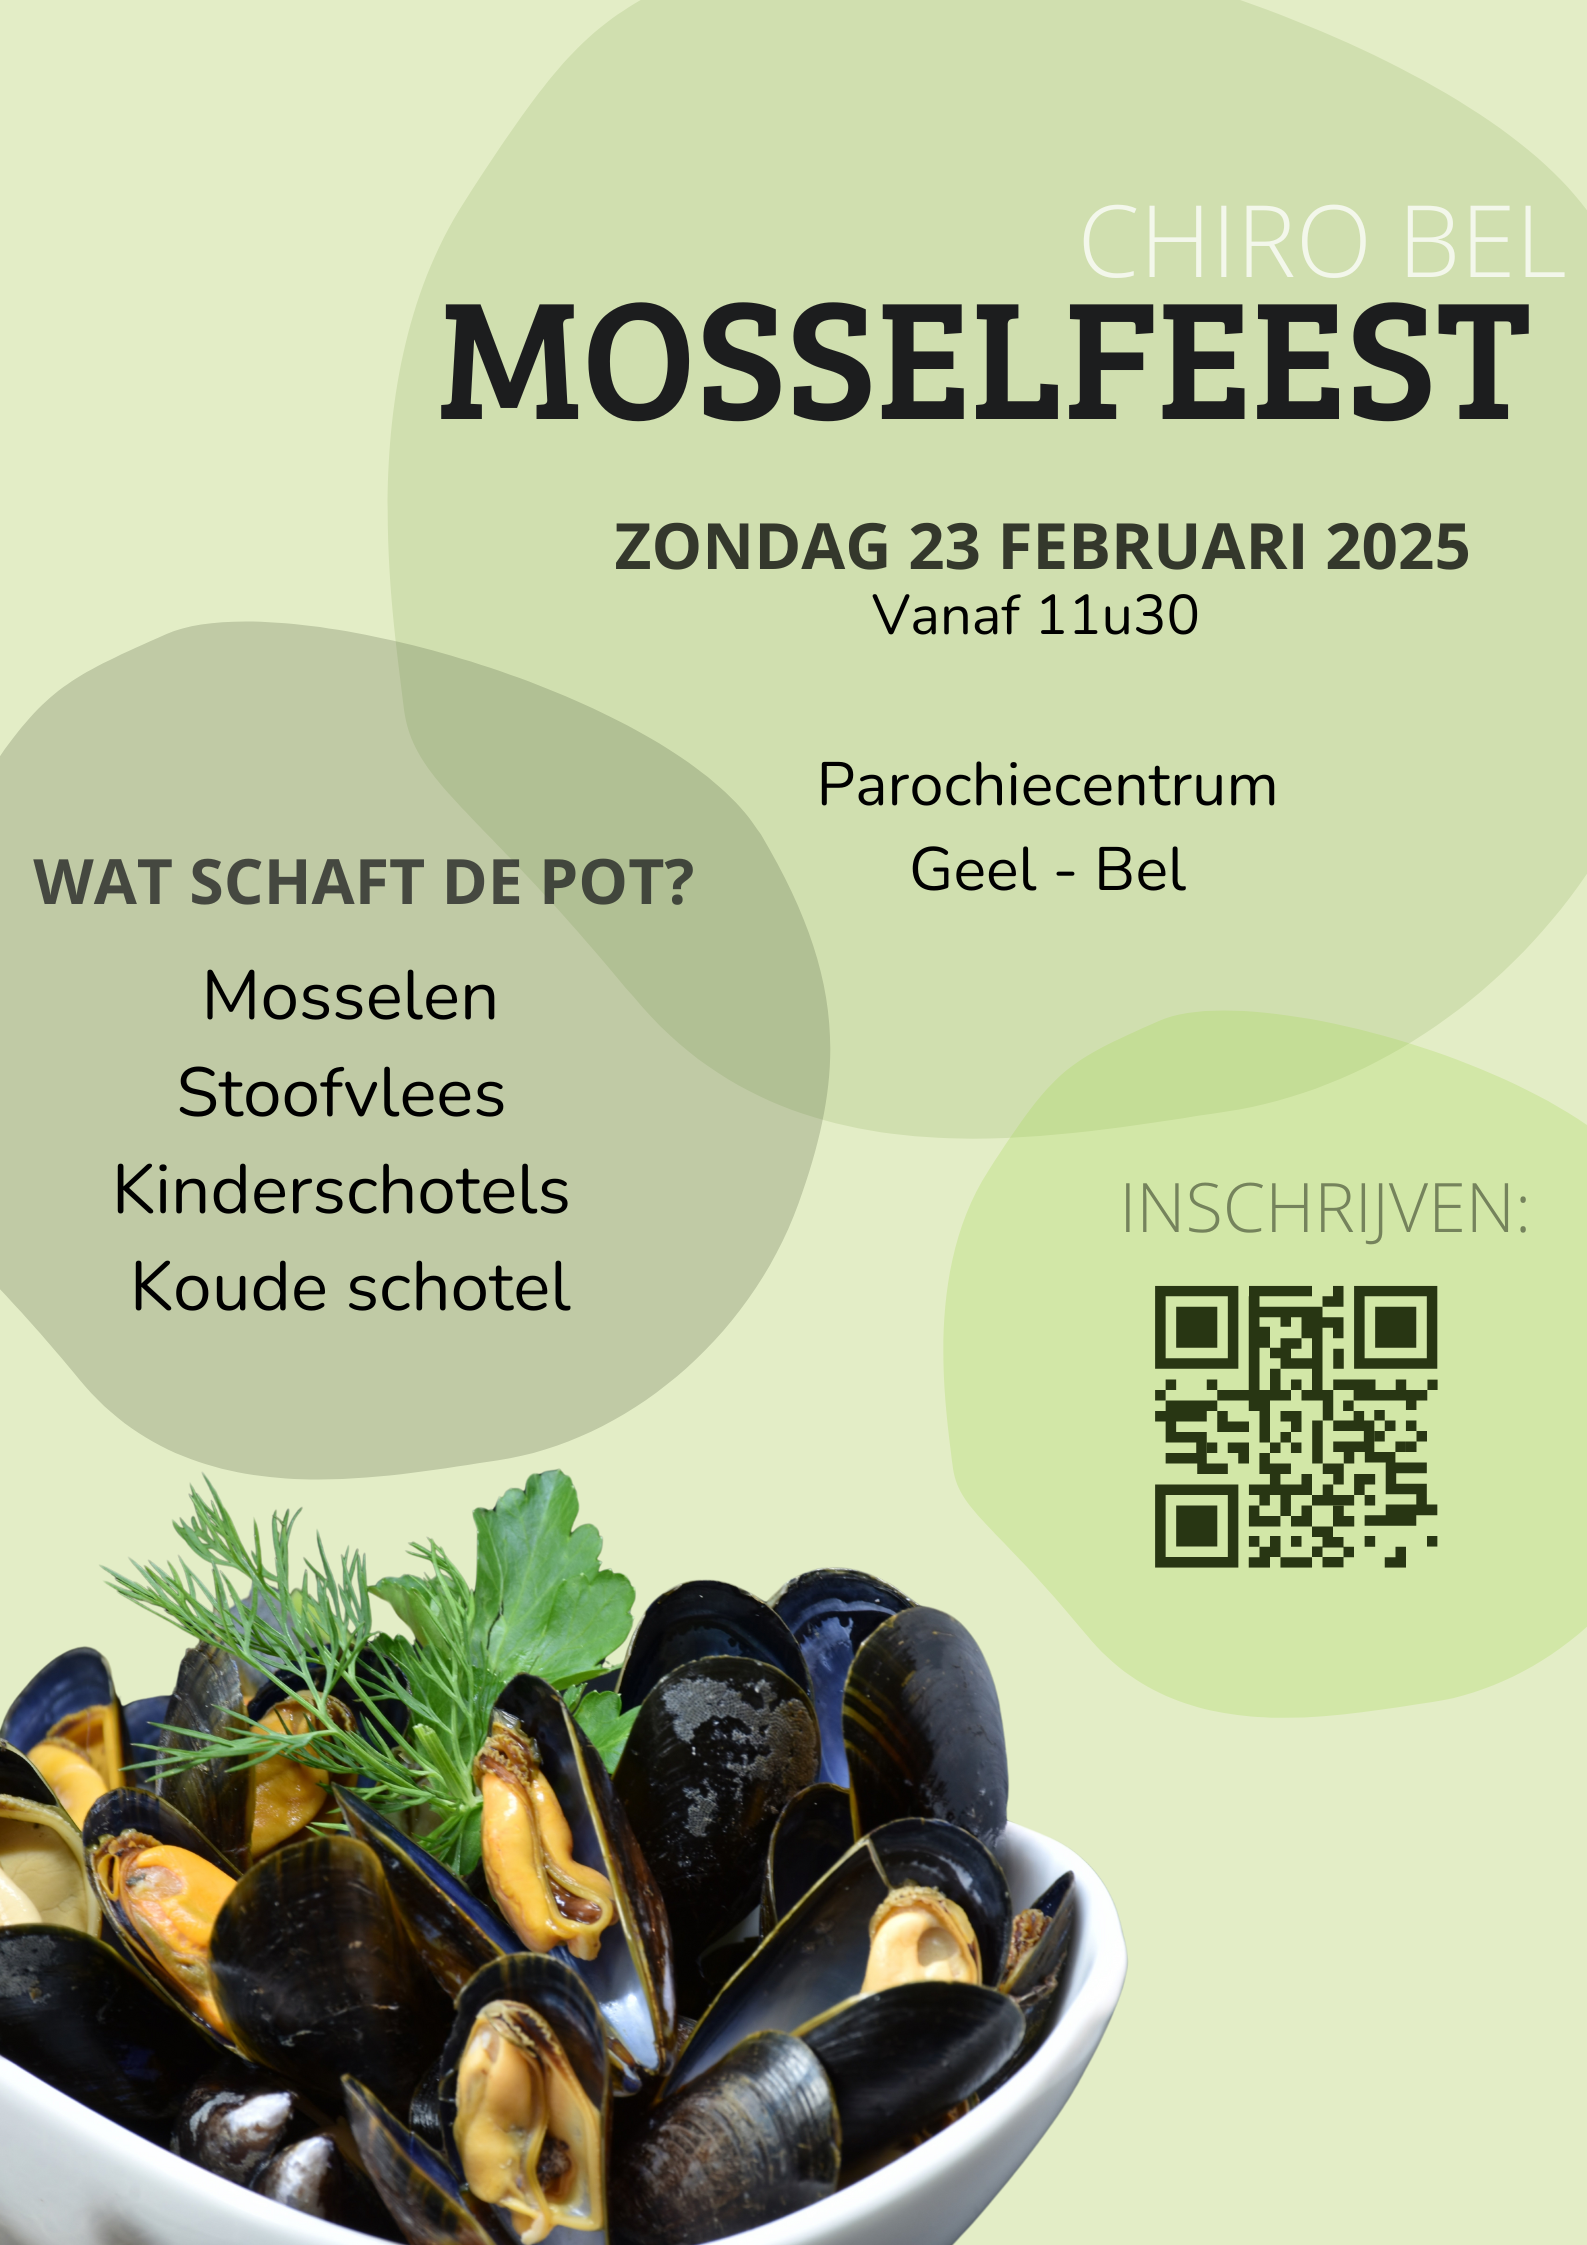 CHIRO BEL
MOSSELFEEST
ZONDAG 23 FEBRUARI 2025
Vanaf 11u30
Parochiecentrum
Geel - Bel
WAT SCHAFT DE POT?
Mosselen
Stoofvlees
Kinderschotels
Koude schotel
INSCHRIJVEN: